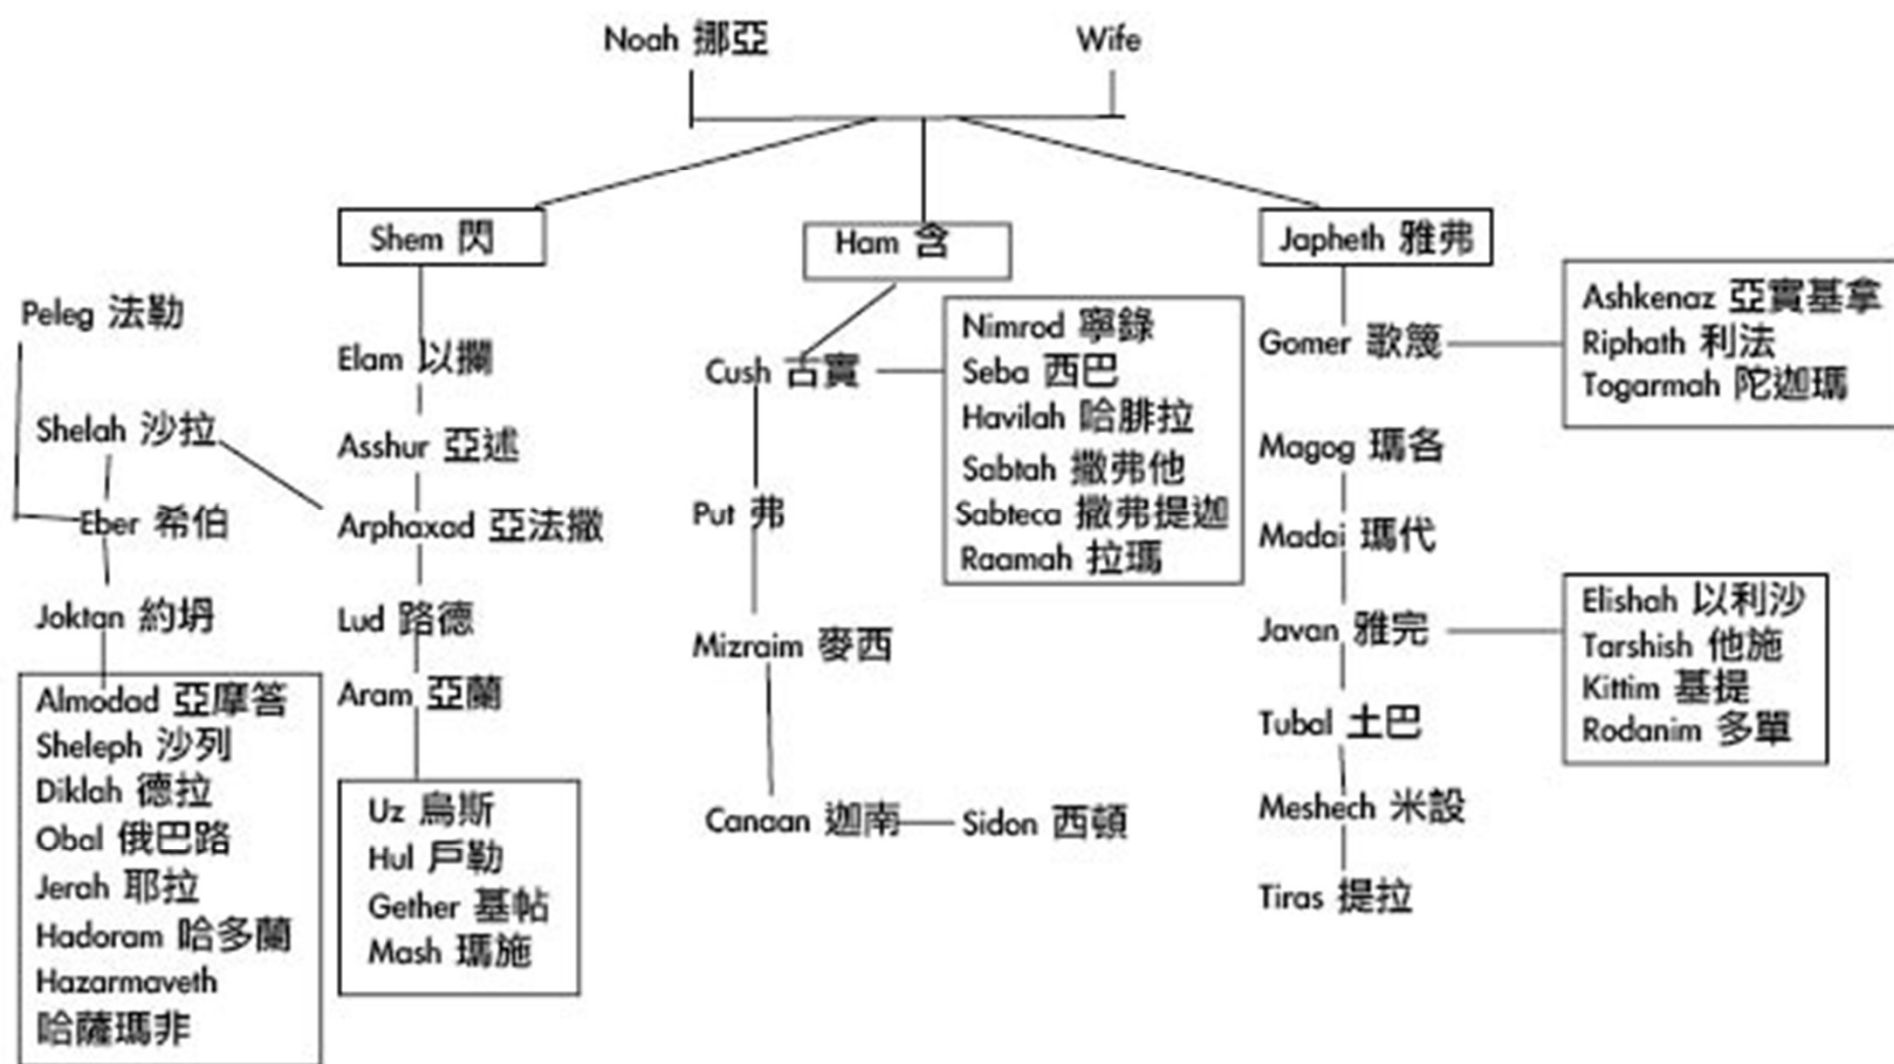 Noah 挪亞
Wife
Shem 閃
Ham 含
Japheth 雅弗
Peleg 法勒
Shelah 沙拉
Eber 希伯
Joktan 約坍
Almodad 亞摩答
Sheleph 沙列
Diklah 德拉
Obal 俄巴路
Jerah 耶拉
Hadoram 哈多蘭
Hazarmaveth
哈薩瑪非
Elam 以攔
Asshur 亞述
Arphaxad 亞法撒
Lud 路德
Aram 亞蘭
Uz 烏斯
Hul 戶勒
Gether 基帖
Mash 瑪施
Cush 古實
Put 弗
Mizraim 麥西
Canaan 迦南
Sidon 西頓
Nimrod 寧錄
Seba 西巴
Havilah 哈腓拉
Sabtah 撒弗他
Sabteca 撒弗提迦
Raamah 拉瑪
Gomer 歌篾
Magog 瑪各
Madai 瑪代
Javan 雅完
Tubal 土巴
Meshech 米設
Tiras 提拉
Ashkenaz 亞實基拿
Riphath 利法
Togarmah 陀迦瑪
Elishah 以利沙
Tarshish 他施
Kittim 基提
Rodanim 多單